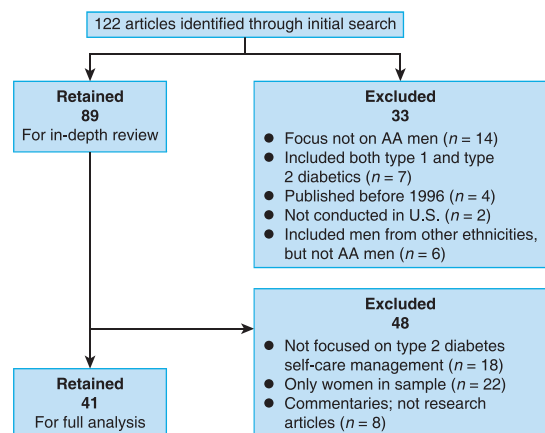 122 articles identified through initial search
Retained
89
For in-depth review
Excluded
33
● Focus not on AA men (n = 14)
● Included both type 1 and type
2 diabetics (n = 7)
● Published before 1996 (n = 4)
● Not conducted in U.S. (n = 2)
● Included men from other ethnicities,
but not AA men (n = 6)
Excluded
48
● Not focused on type 2 diabetes
self-care management (n = 18)
● Only women in sample (n = 22)
● Commentaries; not research
articles (n = 8)
Retained
41
For full analysis